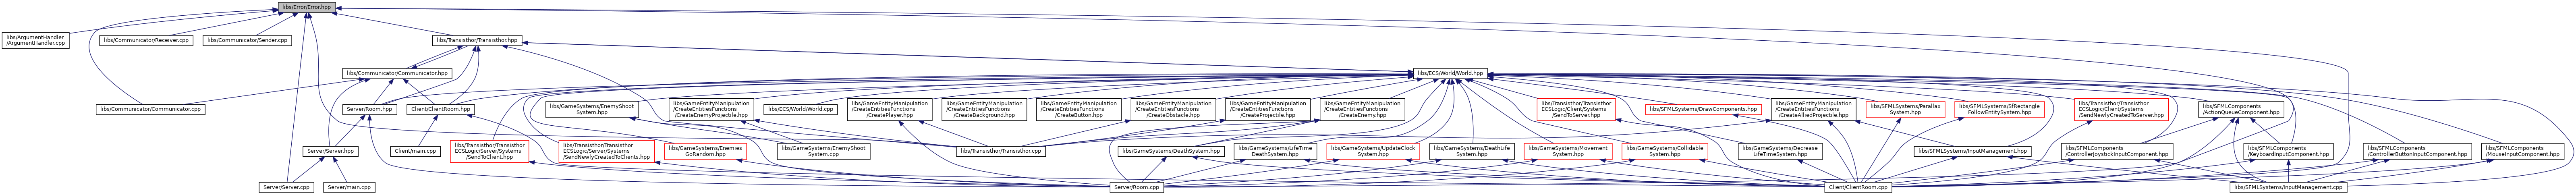 libs/Error/Error.hpp
libs/ArgumentHandler
/ArgumentHandler.cpp
libs/Communicator/Receiver.cpp
libs/Communicator/Sender.cpp
libs/Transisthor/Transisthor.hpp
libs/Communicator/Communicator.hpp
libs/ECS/World/World.hpp
libs/Communicator/Communicator.cpp
Server/Room.hpp
Client/ClientRoom.hpp
libs/GameSystems/EnemyShoot
System.hpp
libs/GameEntityManipulation
/CreateEntitiesFunctions
/CreateEnemyProjectile.hpp
libs/ECS/World/World.cpp
libs/GameEntityManipulation
/CreateEntitiesFunctions
/CreatePlayer.hpp
libs/GameEntityManipulation
/CreateEntitiesFunctions
/CreateBackground.hpp
libs/GameEntityManipulation
/CreateEntitiesFunctions
/CreateButton.hpp
libs/GameEntityManipulation
/CreateEntitiesFunctions
/CreateObstacle.hpp
libs/GameEntityManipulation
/CreateEntitiesFunctions
/CreateProjectile.hpp
libs/GameEntityManipulation
/CreateEntitiesFunctions
/CreateEnemy.hpp
libs/Transisthor/Transisthor
ECSLogic/Client/Systems
/SendToServer.hpp
libs/SFMLSystems/DrawComponents.hpp
libs/GameEntityManipulation
/CreateEntitiesFunctions
/CreateAlliedProjectile.hpp
libs/SFMLSystems/Parallax
System.hpp
libs/SFMLSystems/SfRectangle
FollowEntitySystem.hpp
libs/Transisthor/Transisthor
ECSLogic/Client/Systems
/SendNewlyCreatedToServer.hpp
libs/SFMLComponents
/ActionQueueComponent.hpp
Server/Server.hpp
Client/main.cpp
libs/Transisthor/Transisthor
ECSLogic/Server/Systems
/SendToClient.hpp
libs/Transisthor/Transisthor
ECSLogic/Server/Systems
/SendNewlyCreatedToClients.hpp
libs/GameSystems/Enemies
GoRandom.hpp
libs/GameSystems/EnemyShoot
System.cpp
libs/Transisthor/Transisthor.cpp
libs/GameSystems/DeathSystem.hpp
libs/GameSystems/LifeTime
DeathSystem.hpp
libs/GameSystems/UpdateClock
System.hpp
libs/GameSystems/DeathLife
System.hpp
libs/GameSystems/Movement
System.hpp
libs/GameSystems/Collidable
System.hpp
libs/GameSystems/Decrease
LifeTimeSystem.hpp
libs/SFMLSystems/InputManagement.hpp
libs/SFMLComponents
/ControllerJoystickInputComponent.hpp
libs/SFMLComponents
/KeyboardInputComponent.hpp
libs/SFMLComponents
/ControllerButtonInputComponent.hpp
libs/SFMLComponents
/MouseInputComponent.hpp
Server/Server.cpp
Server/main.cpp
Server/Room.cpp
Client/ClientRoom.cpp
libs/SFMLSystems/InputManagement.cpp